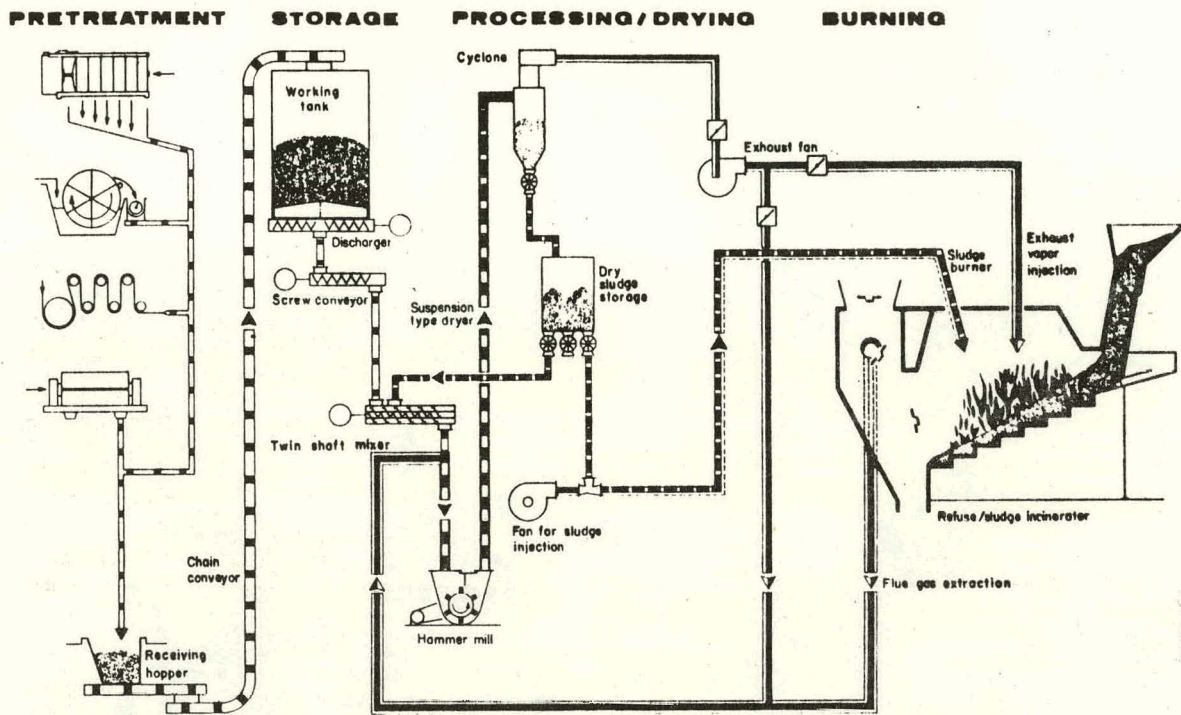 PRETREATMENT
STORAGE
PROCESSING/DRYING
BURNING
Cyclone
Working
tank
Exhaust fan
Discharger
Screw conveyor
Suspension
type dryer
Dry
sludge
storage
Sludge
burner
Exhaust
vapor
injection
Twin shaft mixer
Fan for sludge
injection
Refuse/sludge incinerator
Chain
conveyor
Flue gas extraction
Hammer mill
Receiving
hopper